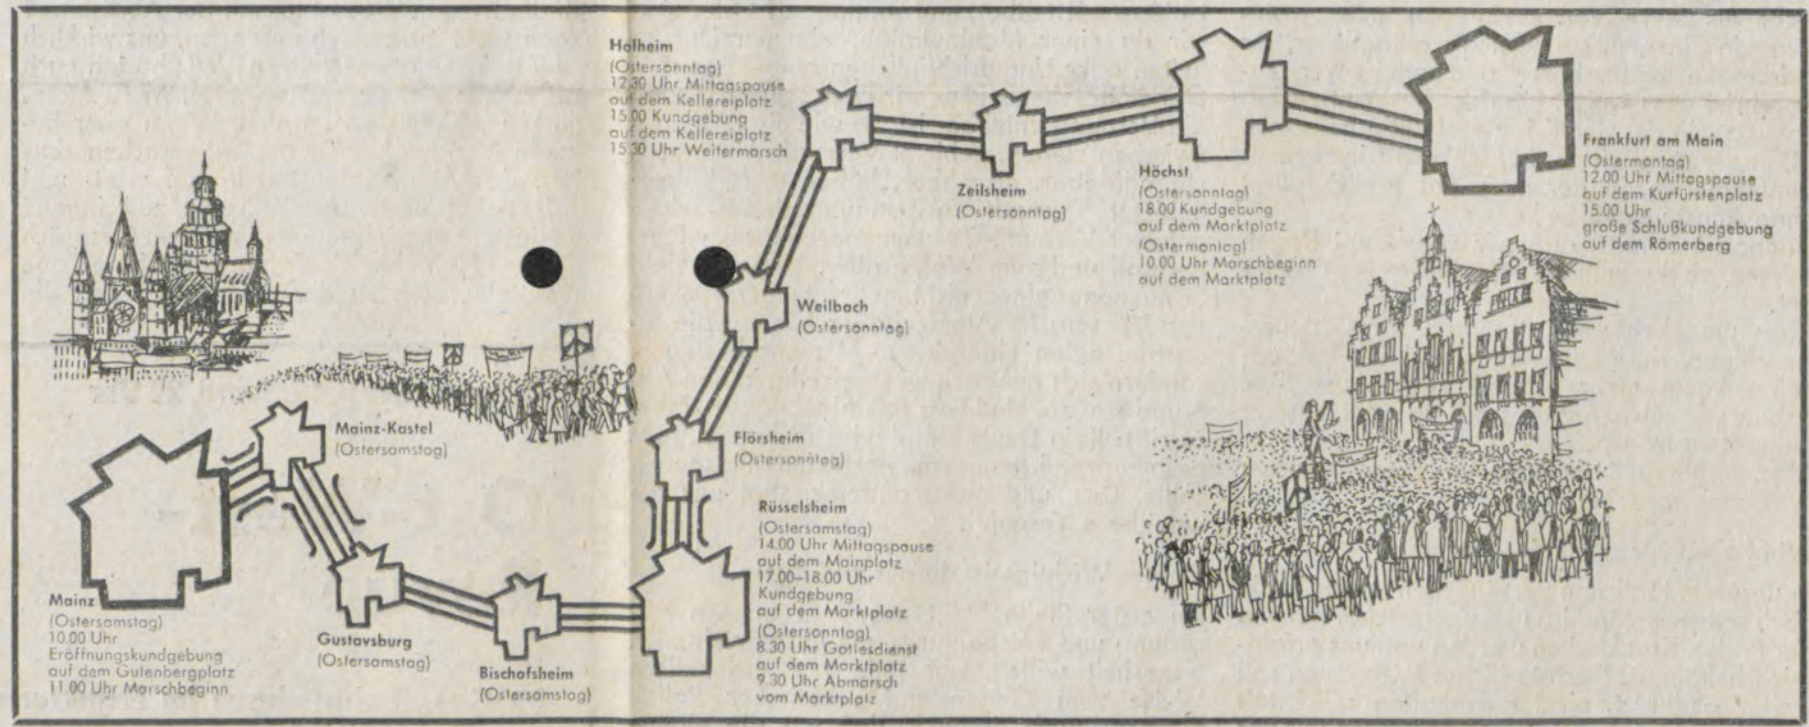 Mainz
(Ostersamstag)
10.00 Uhr
Eröffnungskundgebung
auf dem Gutenbergplatz
11.00 Uhr Marschbeginn
Mainz-Kastel
(Ostersamstag)
Gustavsburg
(Ostersamstag)
Bischofsheim
(Ostersamstag)
Rüsselsheim
(Ostersamstag)
14.00 Uhr Mittagspause
auf dem Mainplatz
17.00–18.00 Uhr
Kundgebung
auf dem Marktplatz
(Ostersonntag)
8.30 Uhr Gottesdienst
auf dem Marktplatz
9.30 Uhr Abmarsch
vom Marktplatz
Flörsheim
(Ostersonntag)
Weilbach
(Ostersonntag)
Hofheim
(Ostersonntag)
12.30 Uhr Mittagspause
auf dem Kellereiplatz
15.00 Kundgebung
auf dem Kellereiplatz
15.30 Uhr Weitermarsch
Zeilsheim
(Ostersonntag)
Höchst
(Ostersonntag)
18.00 Kundgebung
auf dem Marktplatz
(Ostermontag)
10.00 Uhr Marschbeginn
auf dem Marktplatz
Frankfurt am Main
(Ostermontag)
12.00 Uhr Mittagspause
auf dem Kurfürstenplatz
15.00 Uhr
große Schlußkundgebung
auf dem Römerberg